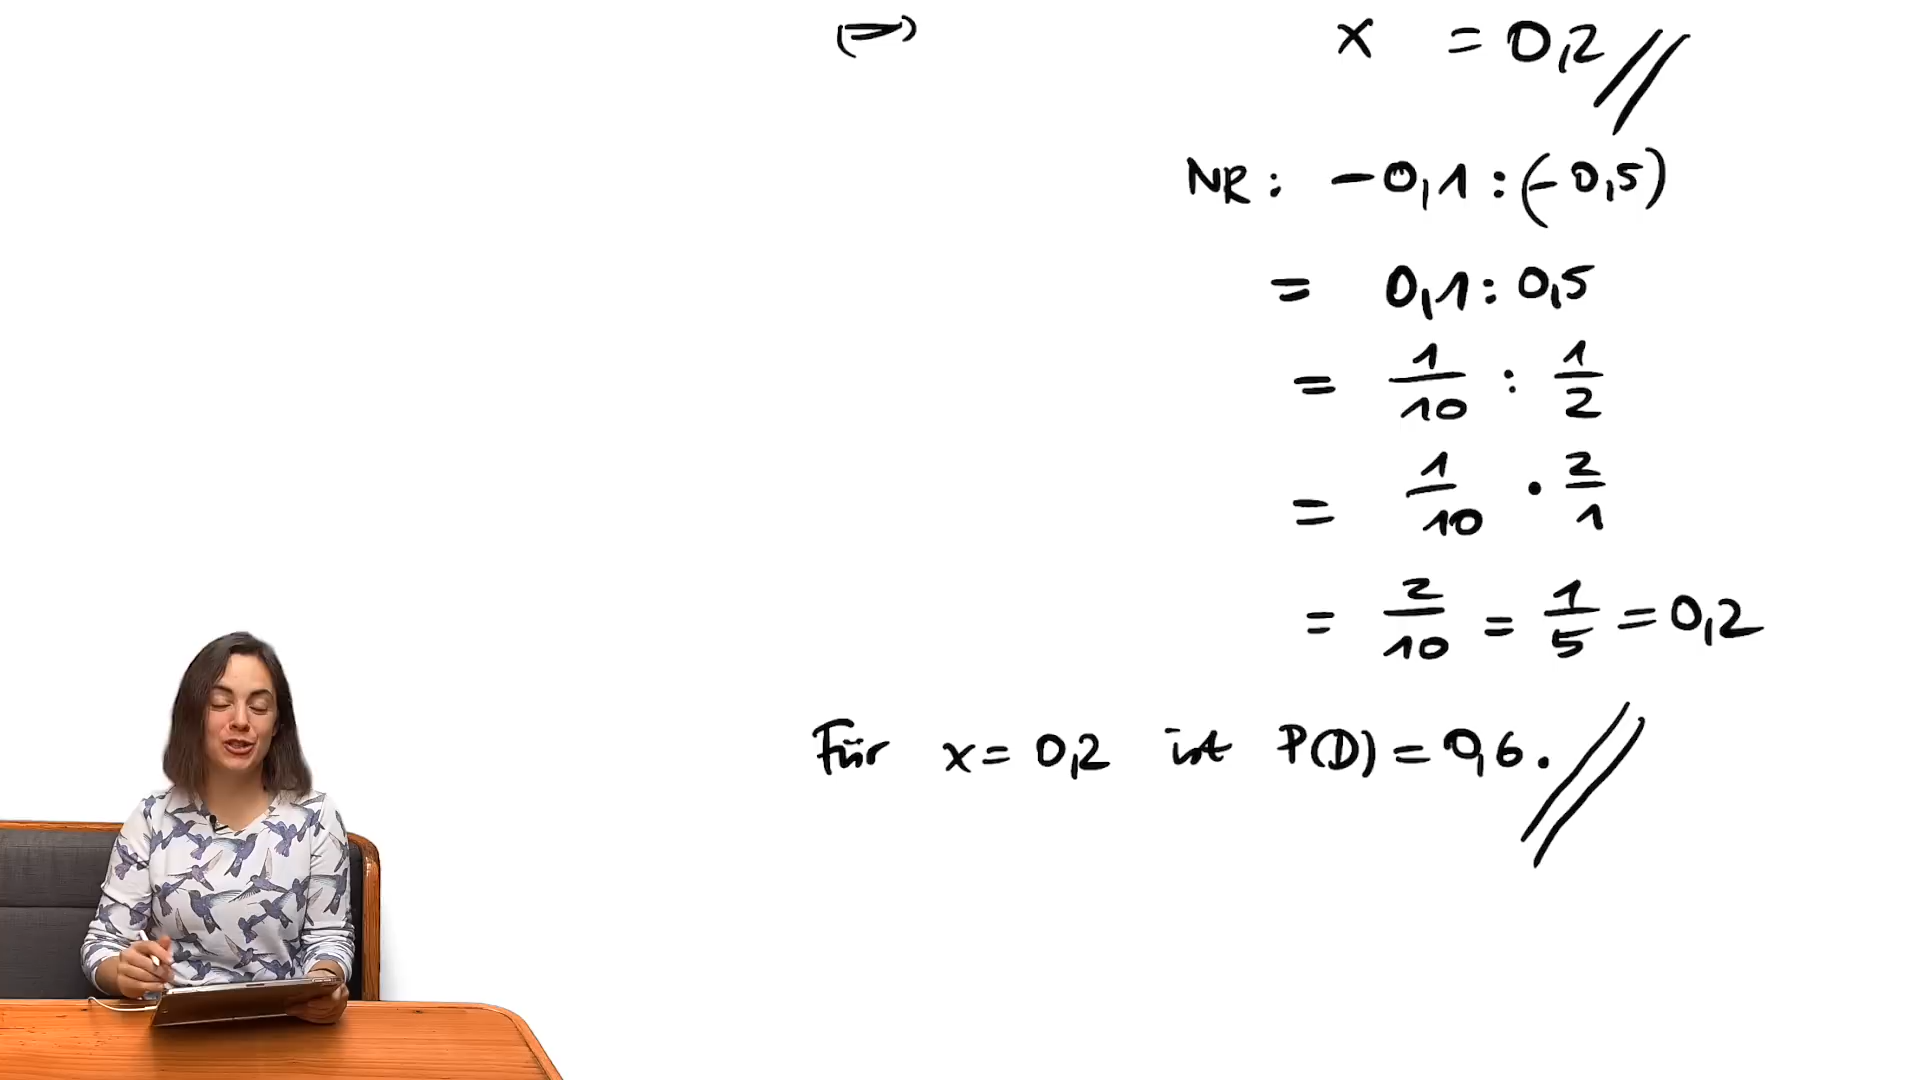 (=>) x = 0,2 //
NR: -0,1 : (-0,5)
= 0,1 : 0,5
= 1/10 : 1/2
= 1/10 · 2/1
= 2/10 = 1/5 = 0,2
Für x = 0,2 ist P(D) = 0,6. //